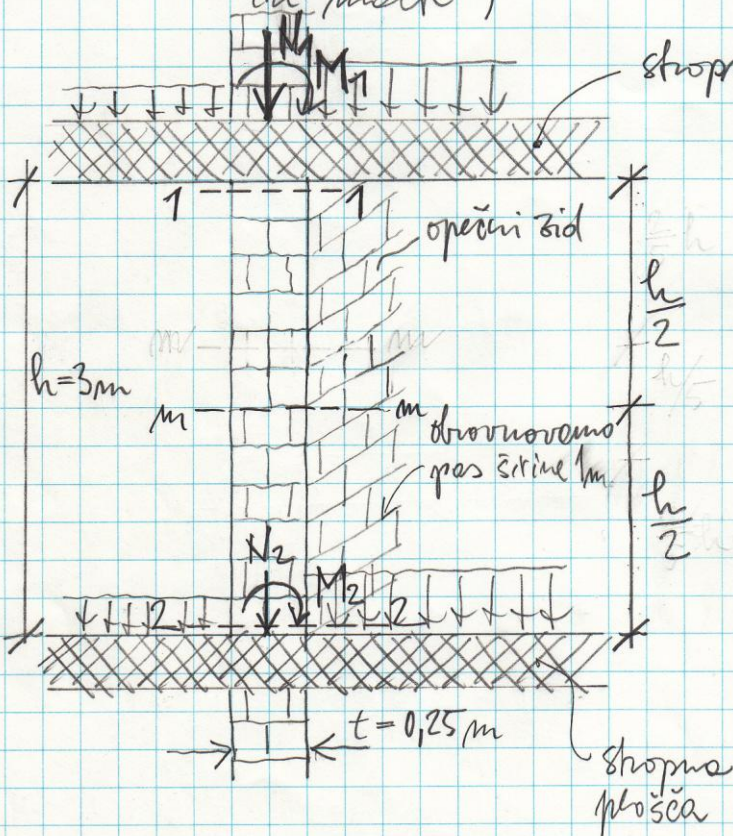 N₁
M₁
1 1
opečni zid
h/2
h=3m
m m
obravnavamo
pas širine 1m
h/2
N₂
M₂
2 2
t=0,25m
stropna
plošča